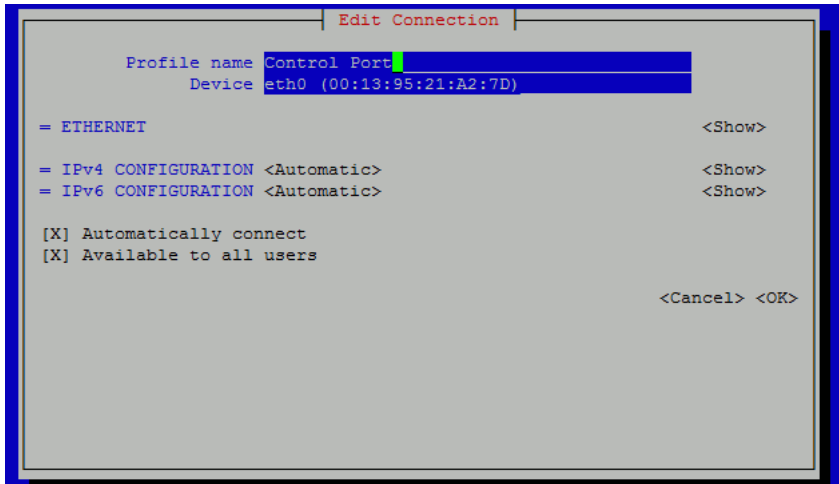 Edit Connection
Profile name Control Port
Device eth0 (00:13:95:21:A2:7D)
= ETHERNET <Show>
= IPv4 CONFIGURATION <Automatic> <Show>
= IPv6 CONFIGURATION <Automatic> <Show>
[X] Automatically connect
[X] Available to all users
<Cancel> <OK>